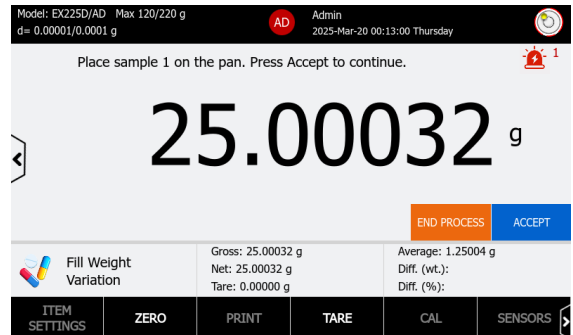 Model: EX225D/AD Max 120/220 g
d= 0.00001/0.0001 g
AD
Admin
2025-Mar-20 00:13:00 Thursday
Place sample 1 on the pan. Press Accept to continue.
1
25.00032 g
END PROCESS
ACCEPT
Fill Weight
Variation
Gross: 25.00032 g
Net: 25.00032 g
Tare: 0.00000 g
Average: 1.25004 g
Diff. (wt.):
Diff. (%):
ITEM
SETTINGS
ZERO
PRINT
TARE
CAL
SENSORS